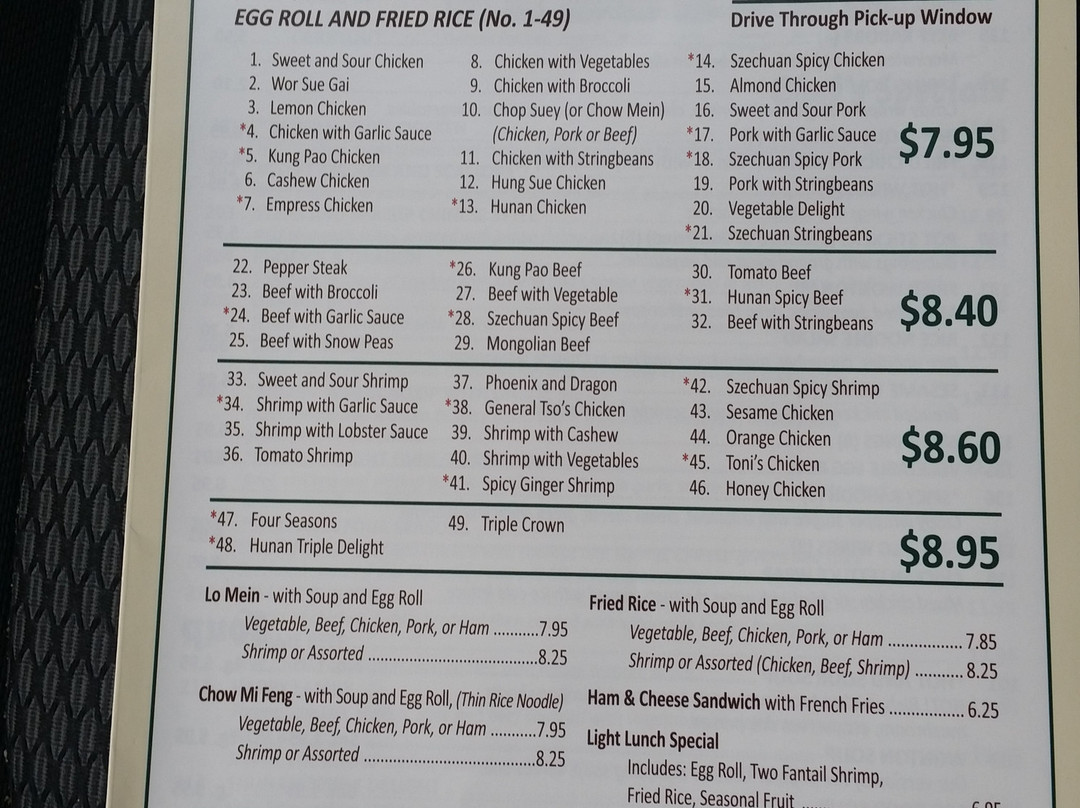 EGG ROLL AND FRIED RICE (No. 1-49)
Drive Through Pick-up Window
1. Sweet and Sour Chicken
2. Wor Sue Gai
3. Lemon Chicken
*4. Chicken with Garlic Sauce
*5. Kung Pao Chicken
6. Cashew Chicken
*7. Empress Chicken
8. Chicken with Vegetables
9. Chicken with Broccoli
10. Chop Suey (or Chow Mein)
(Chicken, Pork or Beef)
11. Chicken with Stringbeans
12. Hung Sue Chicken
*13. Hunan Chicken
*14. Szechuan Spicy Chicken
15. Almond Chicken
16. Sweet and Sour Pork
*17. Pork with Garlic Sauce
*18. Szechuan Spicy Pork
19. Pork with Stringbeans
20. Vegetable Delight
*21. Szechuan Stringbeans
$7.95
22. Pepper Steak
23. Beef with Broccoli
*24. Beef with Garlic Sauce
25. Beef with Snow Peas
*26. Kung Pao Beef
27. Beef with Vegetable
*28. Szechuan Spicy Beef
29. Mongolian Beef
30. Tomato Beef
*31. Hunan Spicy Beef
32. Beef with Stringbeans
$8.40
33. Sweet and Sour Shrimp
*34. Shrimp with Garlic Sauce
35. Shrimp with Lobster Sauce
36. Tomato Shrimp
37. Phoenix and Dragon
*38. General Tso's Chicken
39. Shrimp with Cashew
40. Shrimp with Vegetables
*41. Spicy Ginger Shrimp
*42. Szechuan Spicy Shrimp
43. Sesame Chicken
44. Orange Chicken
*45. Toni's Chicken
46. Honey Chicken
$8.60
*47. Four Seasons
*48. Hunan Triple Delight
49. Triple Crown
$8.95
Lo Mein - with Soup and Egg Roll
Vegetable, Beef, Chicken, Pork, or Ham ..........7.95
Shrimp or Assorted .....................................8.25
Chow Mi Feng - with Soup and Egg Roll, (Thin Rice Noodle)
Vegetable, Beef, Chicken, Pork, or Ham ..........7.95
Shrimp or Assorted .....................................8.25
Fried Rice - with Soup and Egg Roll
Vegetable, Beef, Chicken, Pork, or Ham ................ 7.85
Shrimp or Assorted (Chicken, Beef, Shrimp) ........... 8.25
Ham & Cheese Sandwich with French Fries ................ 6.25
Light Lunch Special
Includes: Egg Roll, Two Fantail Shrimp,
Fried Rice, Seasonal Fruit